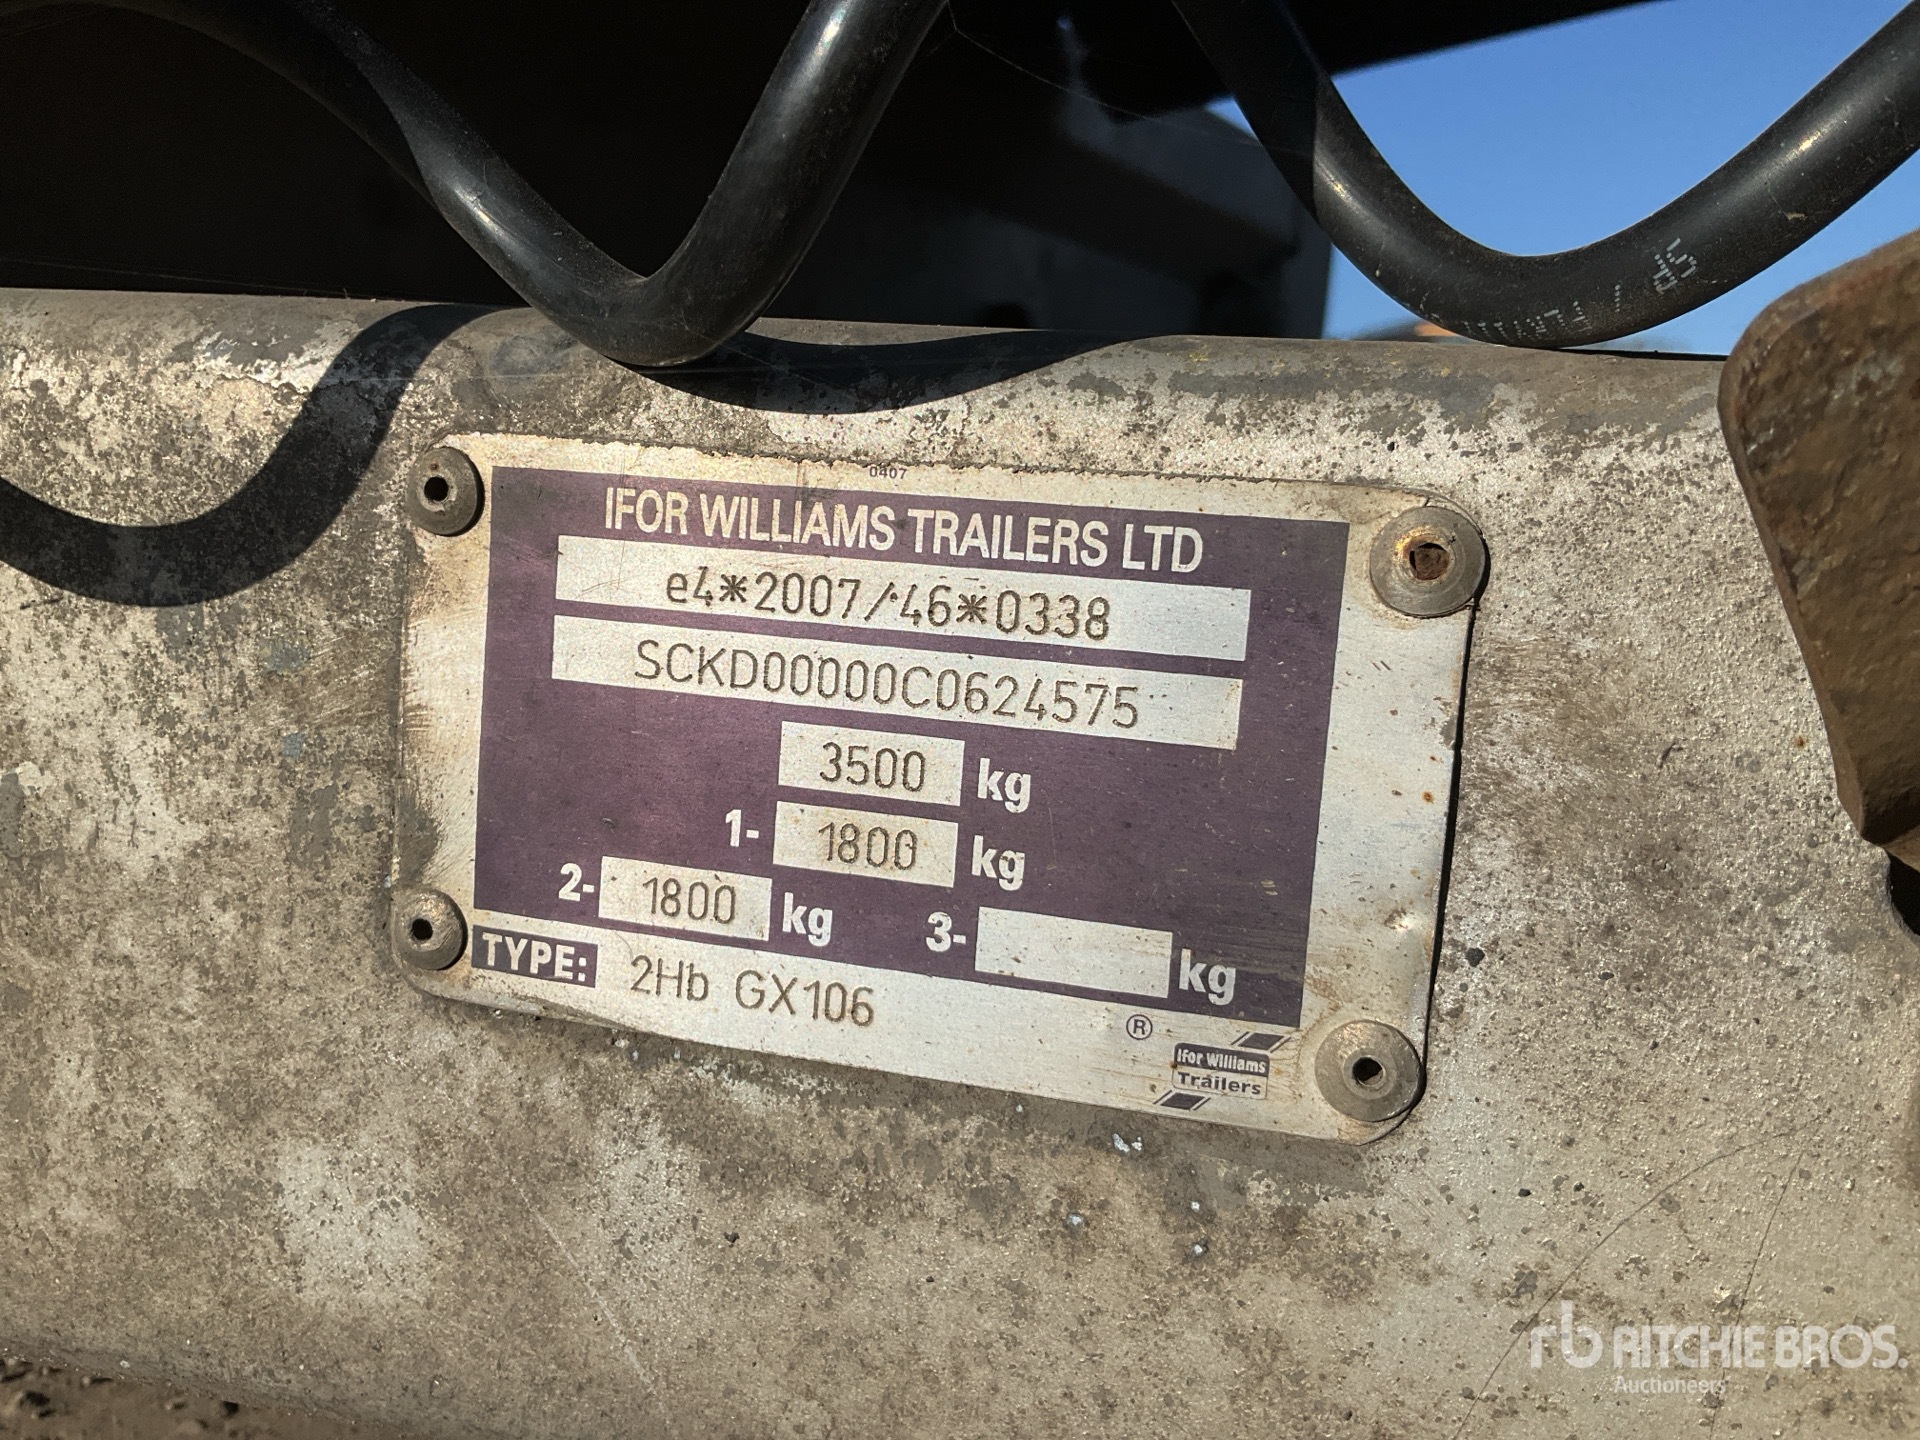 0407
IFOR WILLIAMS TRAILERS LTD
e4*2007/46*0338
SCKD00000C0624575
3500 kg
1- 1800 kg
2- 1800 kg 3- kg
TYPE: 2Hb GX106
®
Ifor Williams
Trailers
rb RITCHIE BROS.
Auctioneers